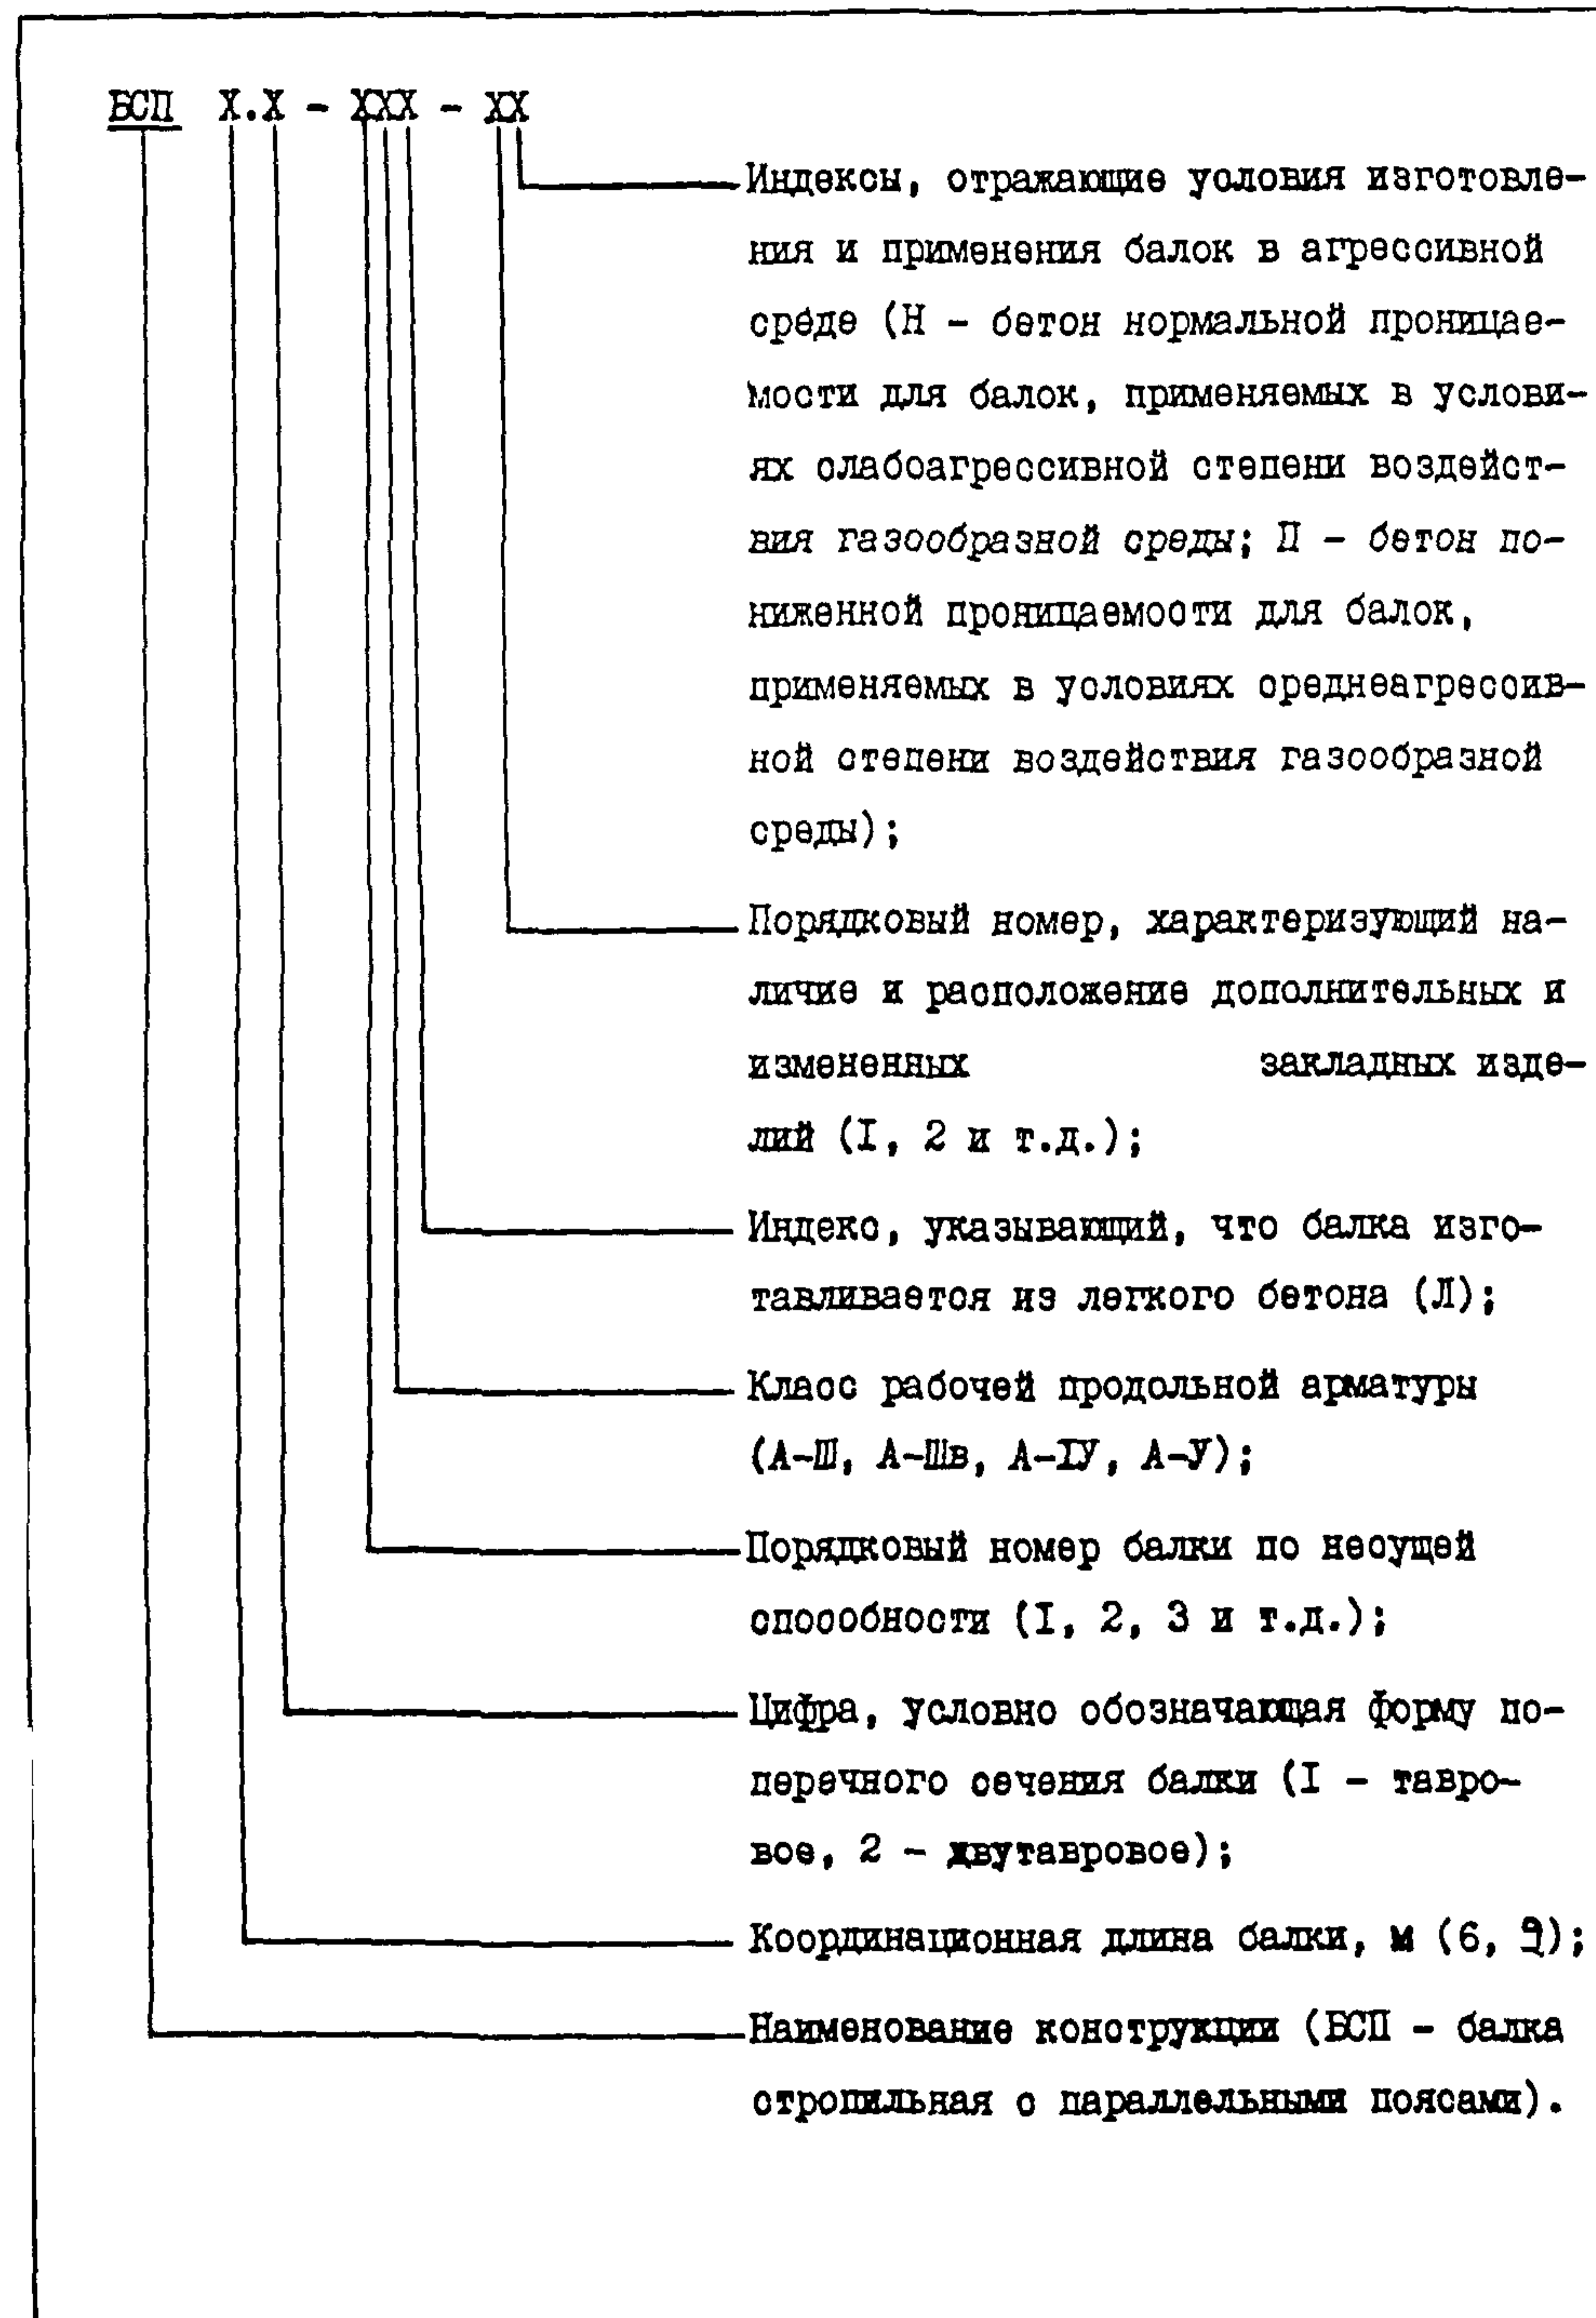 БСП X.X - XXX - XX
Индексы, отражающие условия изготовле-
ния и применения балок в агрессивной
среде (Н - бетон нормальной проницае-
мости для балок, применяемых в услови-
ях слабоагрессивной степени воздейст-
вия газообразной среды; П - бетон по-
ниженной проницаемости для балок,
применяемых в условиях среднеагрессив-
ной степени воздействия газообразной
среды);
Порядковый номер, характеризующий на-
личие и расположение дополнительных и
измененных закладных изде-
лий (I, 2 и т.д.);
Индекс, указывающий, что балка изго-
тавливается из легкого бетона (Л);
Класс рабочей продольной арматуры
(А-Ш, А-Шв, А-IУ, А-У);
Порядковый номер балки по несущей
способности (I, 2, 3 и т.д.);
Цифра, условно обозначающая форму по-
перечного сечения балки (I - тавро-
вое, 2 - двутавровое);
Координационная длина балки, м (6, 9);
Наименование конструкции (БСП - балка
стропильная с параллельными поясами).